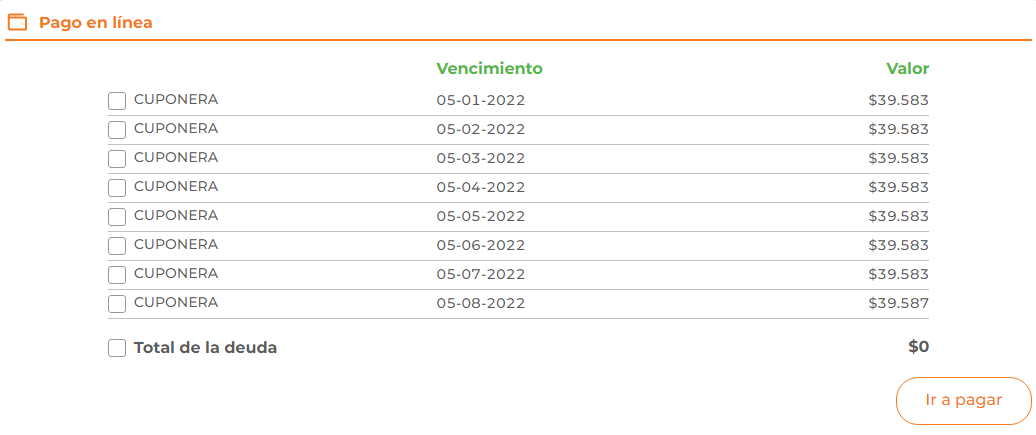 Pago en línea
Vencimiento Valor
CUPONERA 05-01-2022 $39.583
CUPONERA 05-02-2022 $39.583
CUPONERA 05-03-2022 $39.583
CUPONERA 05-04-2022 $39.583
CUPONERA 05-05-2022 $39.583
CUPONERA 05-06-2022 $39.583
CUPONERA 05-07-2022 $39.583
CUPONERA 05-08-2022 $39.587
Total de la deuda $0
Ir a pagar